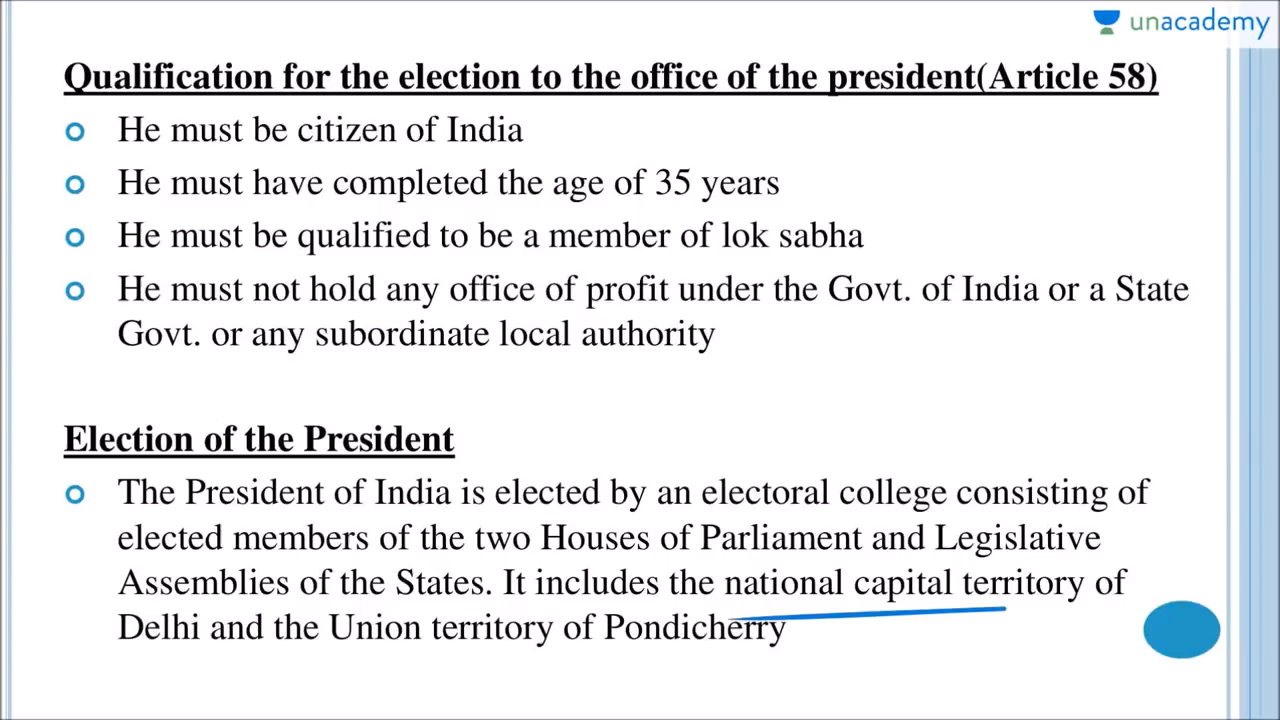 unacademy
Qualification for the election to the office of the president(Article 58)
He must be citizen of India
He must have completed the age of 35 years
He must be qualified to be a member of lok sabha
He must not hold any office of profit under the Govt. of India or a State
Govt. or any subordinate local authority
Election of the President
The President of India is elected by an electoral college consisting of
elected members of the two Houses of Parliament and Legislative
Assemblies of the States. It includes the national capital territory of
Delhi and the Union territory of Pondicherry